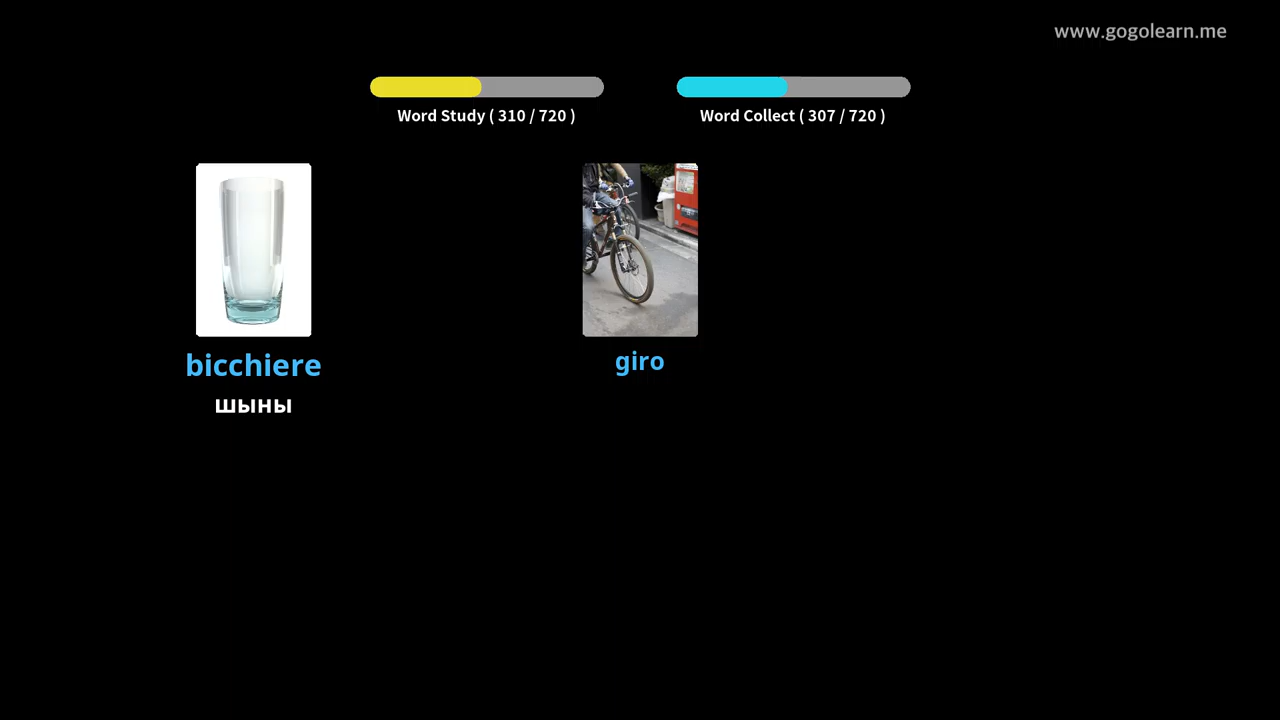 www.gogolearn.me
Word Study ( 310 / 720 )
Word Collect ( 307 / 720 )
bicchiere
шыны
giro